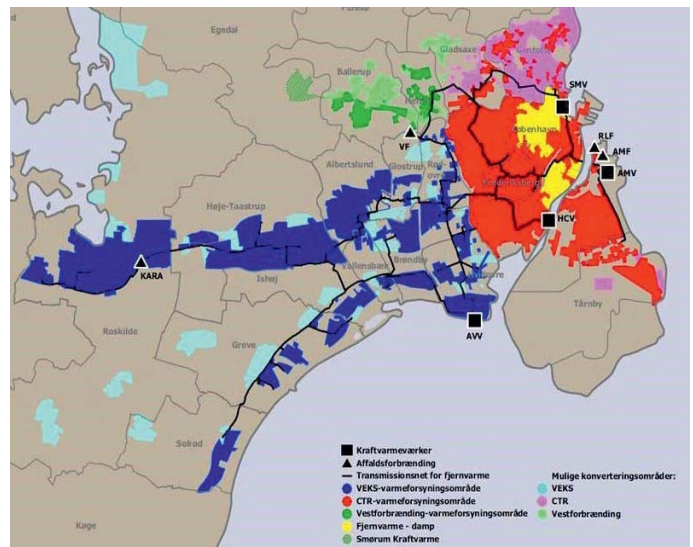 Egedal
Gladsaxe
Gentofte
Ballerup
SMV
København
RLF
VF
AMF
Albertslund
Glostrup
AMV
Frederiksberg
Høje-Taastrup
HCV
Vallensbæk
Brøndby
KARA
Ishøj
Tårnby
Roskilde
Greve
AVV
Solrød
Køge
Kraftvarmeværker
Affaldsforbrænding
Transmissionsnet for fjernvarme
VEKS-varmeforsyningsområde
CTR-varmeforsyningsområde
Vestforbrænding-varmeforsyningsområde
Fjernvarme - damp
Smørum Kraftvarme
Mulige konverteringsområder:
VEKS
CTR
Vestforbrænding